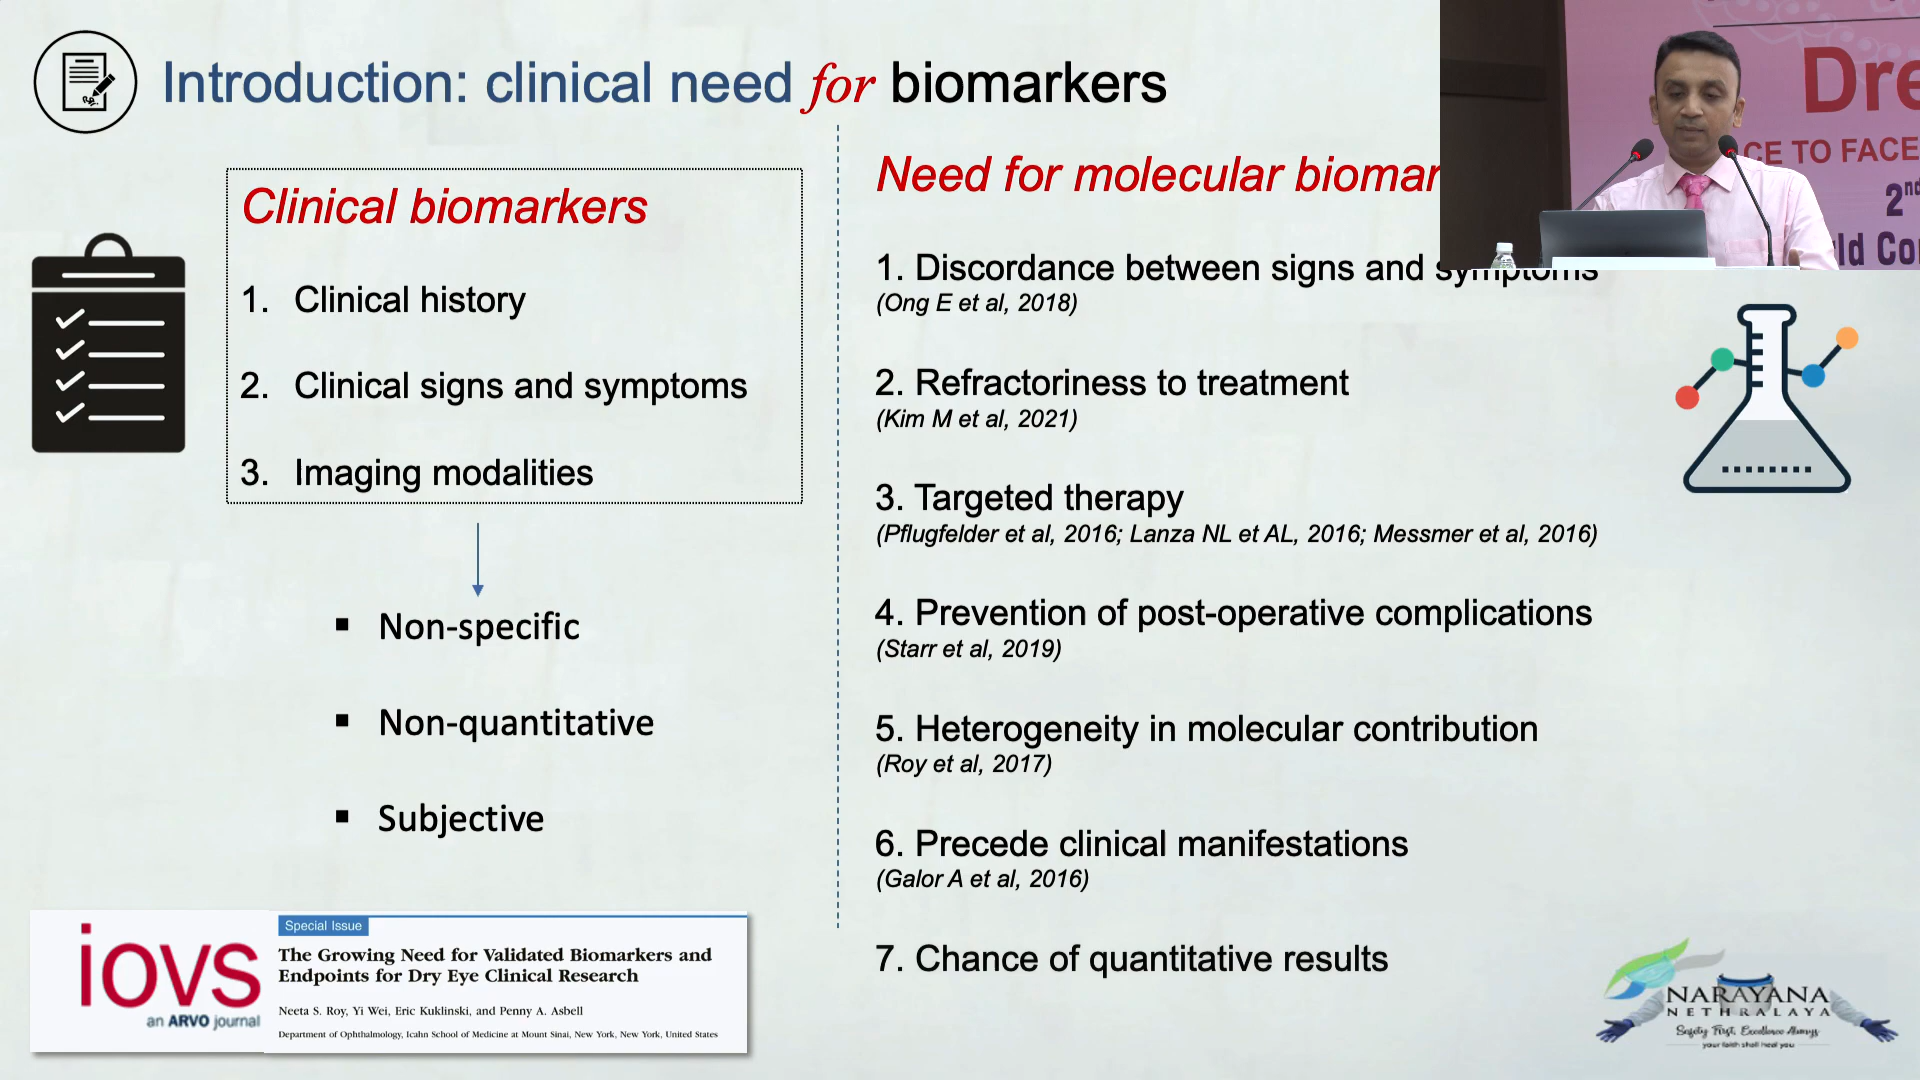 Introduction: clinical need for biomarkers
Clinical biomarkers
1. Clinical history
2. Clinical signs and symptoms
3. Imaging modalities
▪ Non-specific
▪ Non-quantitative
▪ Subjective
iovs
an ARVO journal
Special Issue
The Growing Need for Validated Biomarkers and
Endpoints for Dry Eye Clinical Research
Neeta S. Roy, Yi Wei, Eric Kuklinski, and Penny A. Asbell
Department of Ophthalmology, Icahn School of Medicine at Mount Sinai, New York, New York, United States
Need for molecular biomar
1. Discordance between signs and symptoms
(Ong E et al, 2018)
2. Refractoriness to treatment
(Kim M et al, 2021)
3. Targeted therapy
(Pflugfelder et al, 2016; Lanza NL et AL, 2016; Messmer et al, 2016)
4. Prevention of post-operative complications
(Starr et al, 2019)
5. Heterogeneity in molecular contribution
(Roy et al, 2017)
6. Precede clinical manifestations
(Galor A et al, 2016)
7. Chance of quantitative results
Dre
CE TO FACE
2nd
ld Co
NARAYANA
NETHRALAYA
Safety First, Excellence Always
your faith shall heal you